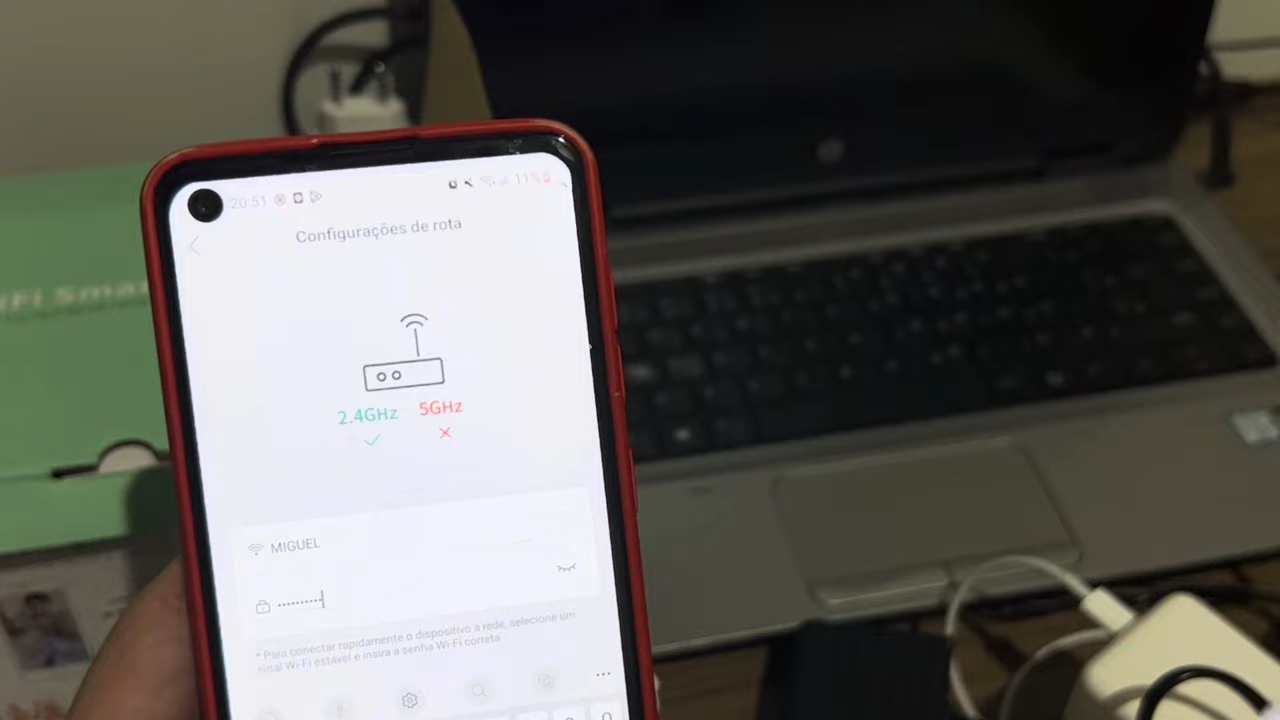 20:51
11%
Configurações de rota
2.4GHz 5GHz
MIGUEL
* Para conectar rapidamente o dispositivo à rede, selecione um
sinal Wi-Fi estável e insira a senha Wi-Fi correta